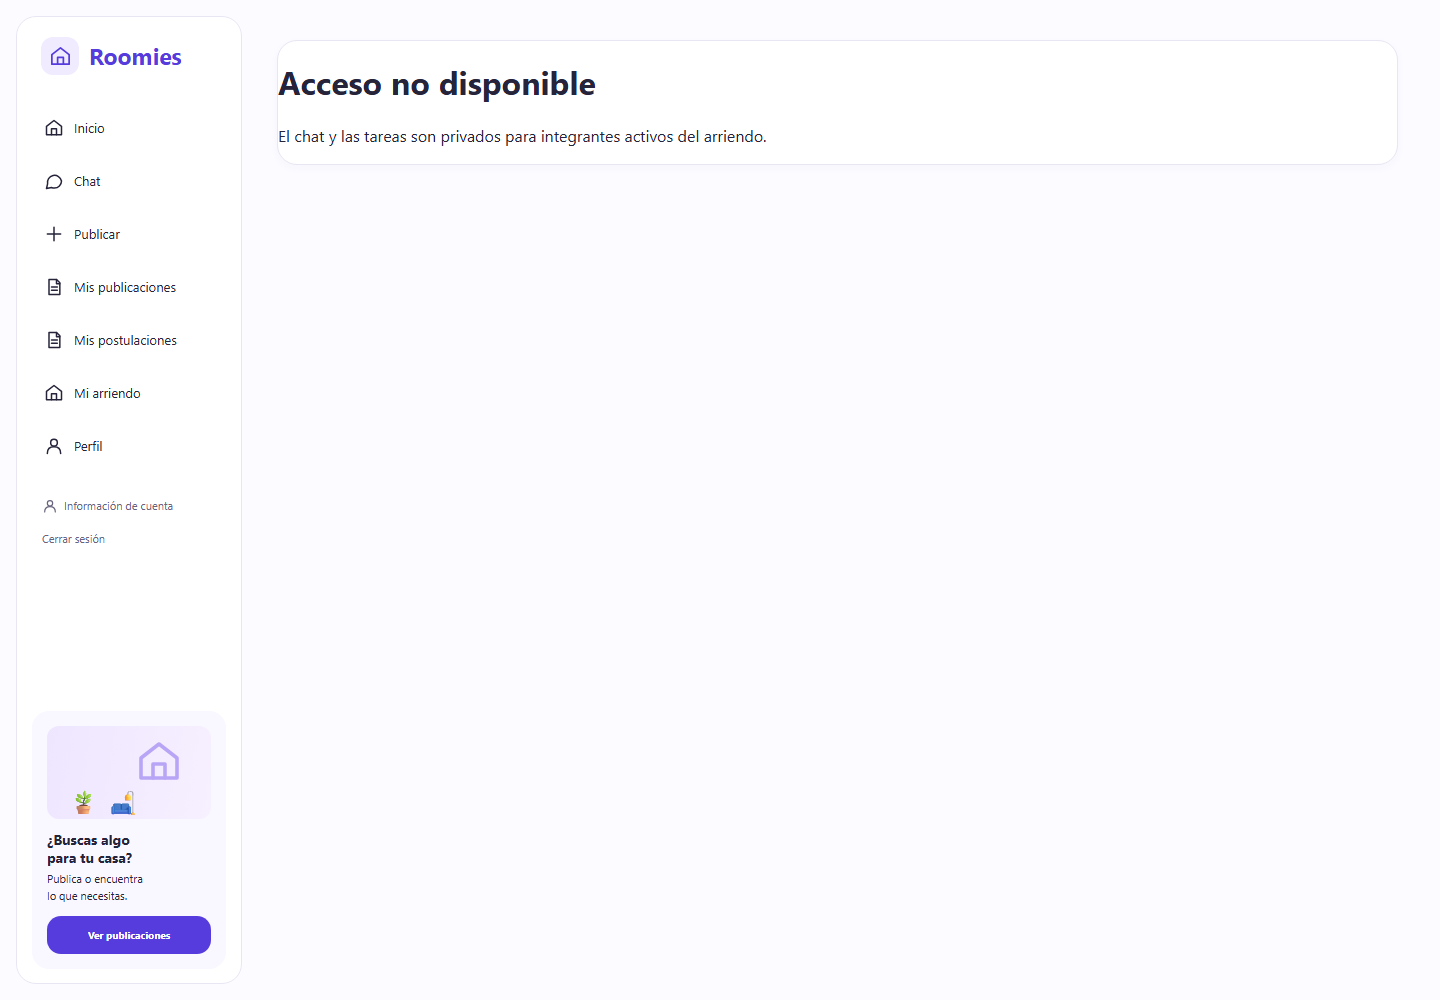 Roomies
Inicio
Chat
Publicar
Mis publicaciones
Mis postulaciones
Mi arriendo
Perfil
Información de cuenta
Cerrar sesión
¿Buscas algo
para tu casa?
Publica o encuentra
lo que necesitas.
Ver publicaciones
Acceso no disponible
El chat y las tareas son privados para integrantes activos del arriendo.